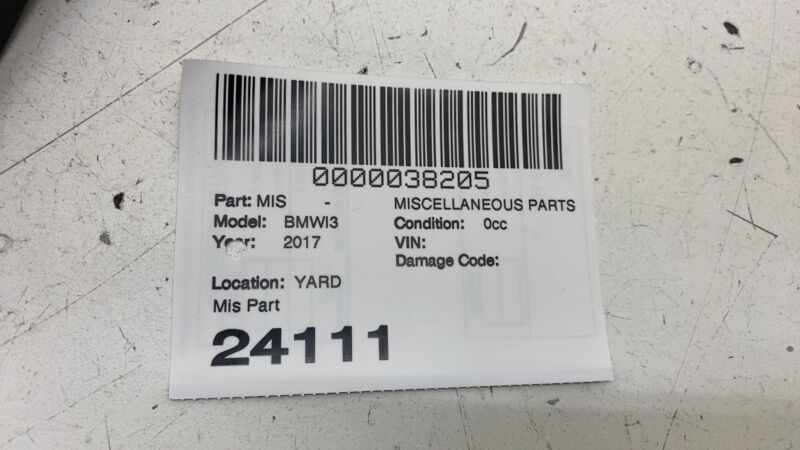 0000038205
Part: MIS - MISCELLANEOUS PARTS
Model: BMWI3 Condition: 0cc
Year: 2017 VIN:
Damage Code:
Location: YARD
Mis Part
24111